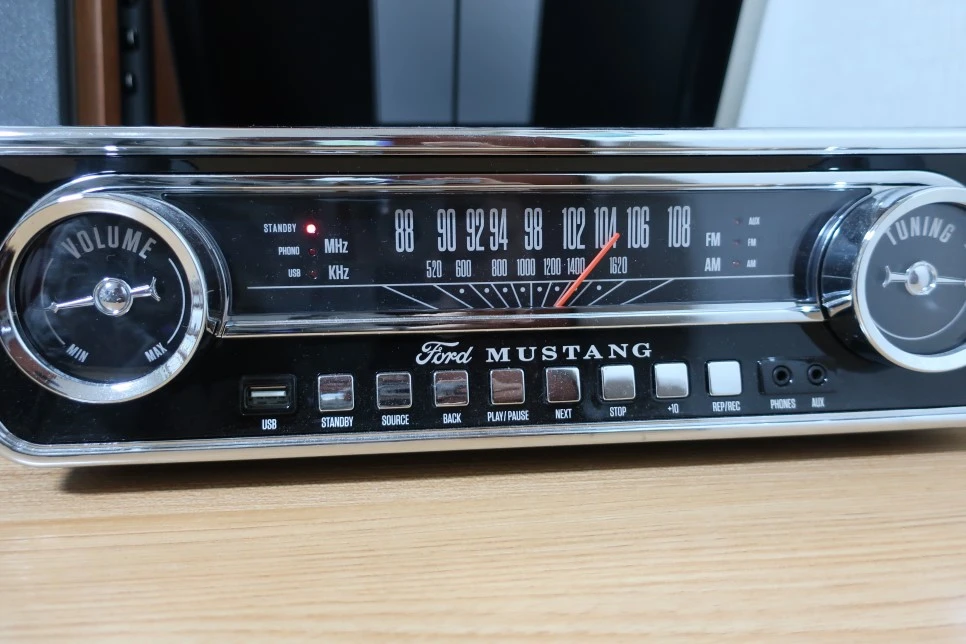 VOLUME
MIN MAX
STANDBY
PHONO
USB
MHz
KHz
88 90 92 94 98 102 104 106 108
520 600 800 1000 1200 1400 1620
FM
AM
AUX
FM
AM
TUNING
Ford MUSTANG
USB STANDBY SOURCE BACK PLAY/PAUSE NEXT STOP +10 REP/REC PHONES AUX